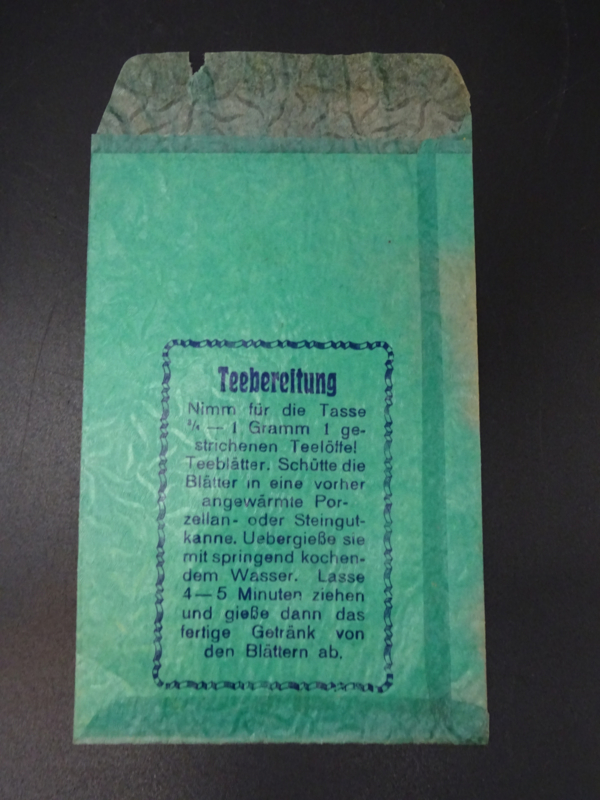 Teebereitung
Nimm für die Tasse
³/₄ — 1 Gramm 1 ge-
strichenen Teelöffel
Teeblätter. Schütte die
Blätter in eine vorher
angewärmte Por-
zellan- oder Steingut-
kanne. Uebergieße sie
mit springend kochen-
dem Wasser. Lasse
4—5 Minuten ziehen
und gieße dann das
fertige Getränk von
den Blättern ab.